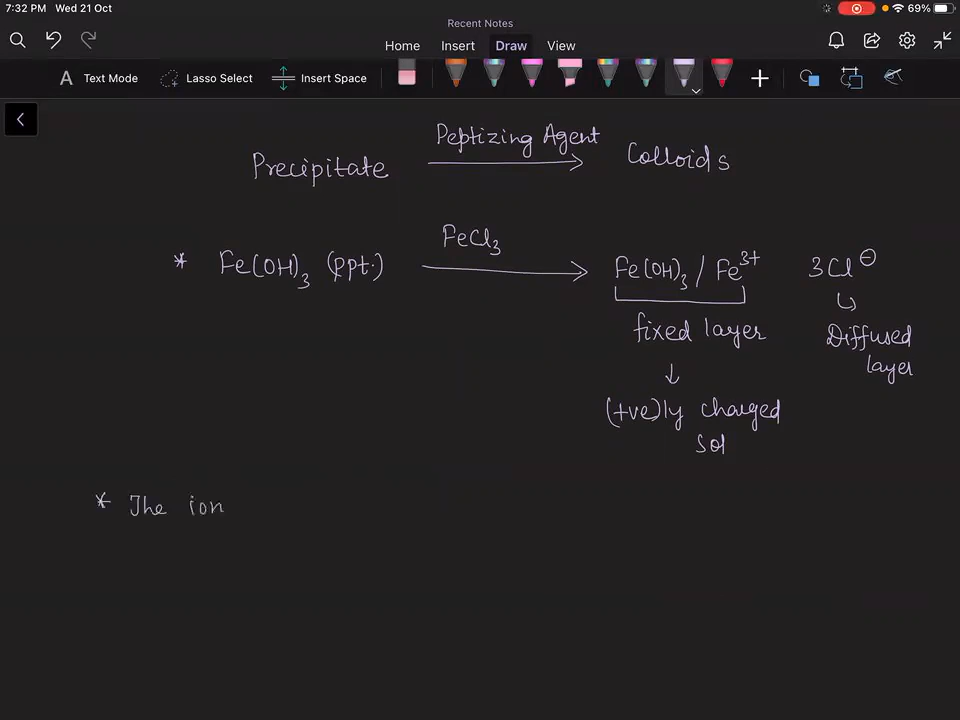 7:32 PM Wed 21 Oct
69%
Recent Notes
Home Insert Draw View
A Text Mode Lasso Select Insert Space
Precipitate Peptizing Agent Colloids
* Fe(OH)₃ (ppt.) FeCl₃ Fe(OH)₃ / Fe³⁺ 3Cl⊖
fixed layer
Diffused
layer
(+ve)ly charged
sol
* The ion